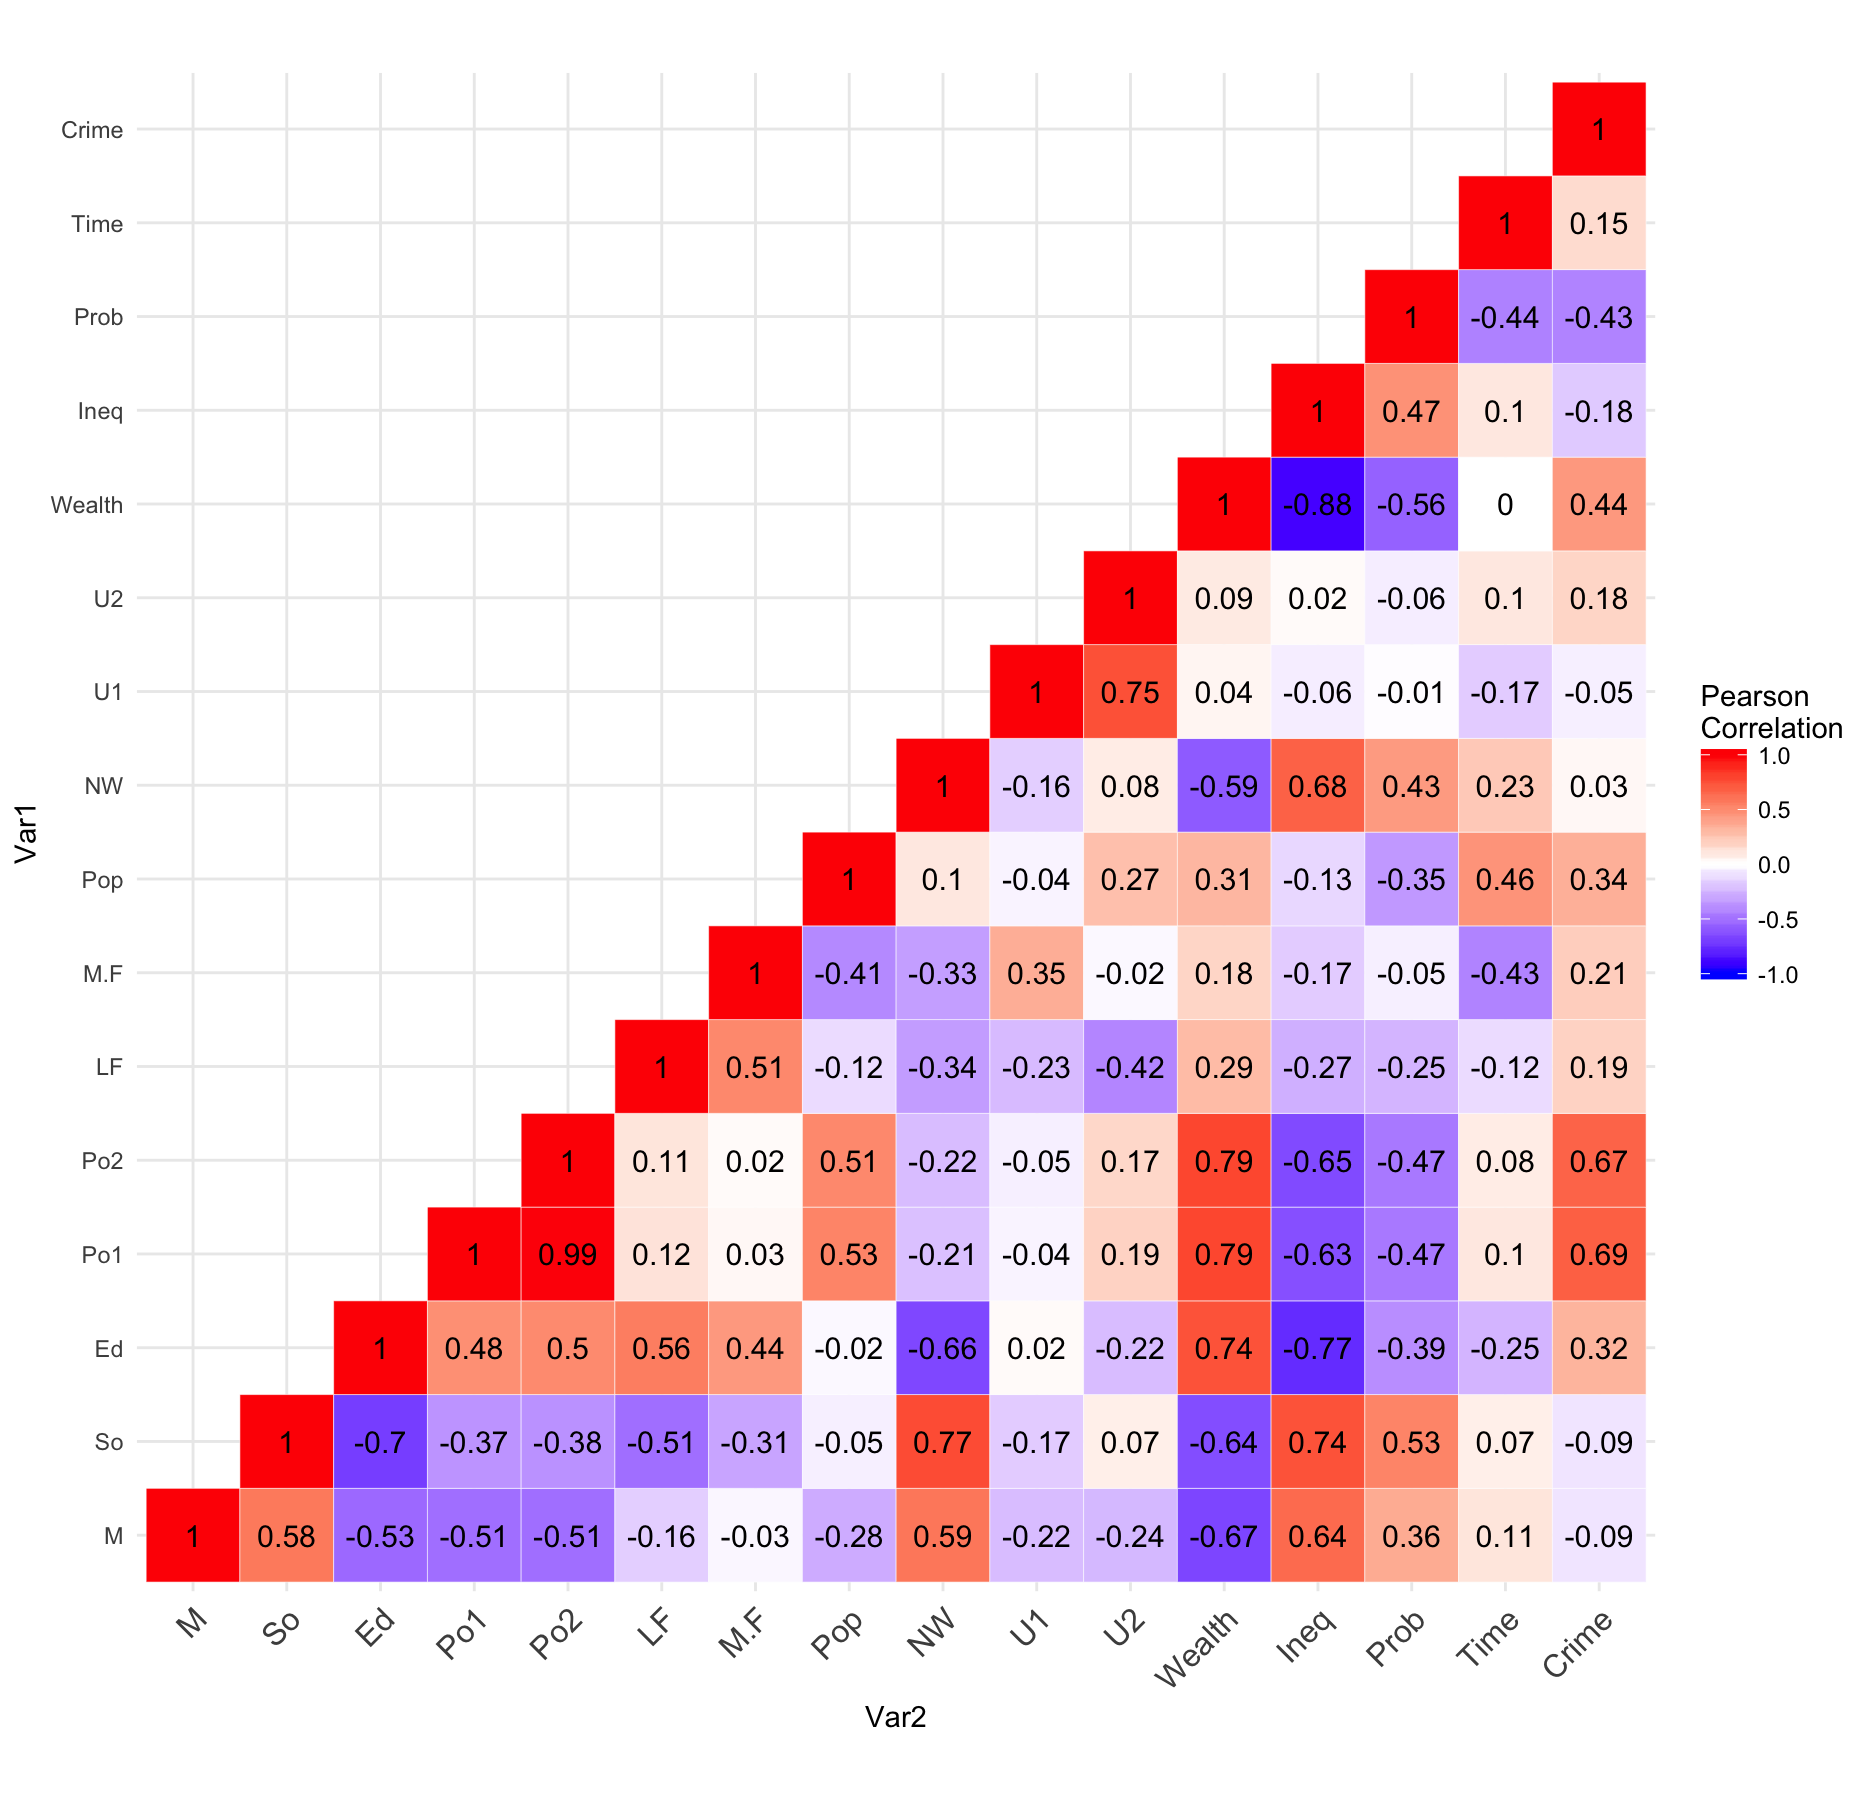 Crime 1
Time 1 0.15
Prob 1 -0.44 -0.43
Ineq 1 0.47 0.1 -0.18
Wealth 1 -0.88 -0.56 0 0.44
U2 1 0.09 0.02 -0.06 0.1 0.18
U1 1 0.75 0.04 -0.06 -0.01 -0.17 -0.05
NW 1 -0.16 0.08 -0.59 0.68 0.43 0.23 0.03
Pop 1 0.1 -0.04 0.27 0.31 -0.13 -0.35 0.46 0.34
M.F 1 -0.41 -0.33 0.35 -0.02 0.18 -0.17 -0.05 -0.43 0.21
LF 1 0.51 -0.12 -0.34 -0.23 -0.42 0.29 -0.27 -0.25 -0.12 0.19
Po2 1 0.11 0.02 0.51 -0.22 -0.05 0.17 0.79 -0.65 -0.47 0.08 0.67
Po1 1 0.99 0.12 0.03 0.53 -0.21 -0.04 0.19 0.79 -0.63 -0.47 0.1 0.69
Ed 1 0.48 0.5 0.56 0.44 -0.02 -0.66 0.02 -0.22 0.74 -0.77 -0.39 -0.25 0.32
So 1 -0.7 -0.37 -0.38 -0.51 -0.31 -0.05 0.77 -0.17 0.07 -0.64 0.74 0.53 0.07 -0.09
M 1 0.58 -0.53 -0.51 -0.51 -0.16 -0.03 -0.28 0.59 -0.22 -0.24 -0.67 0.64 0.36 0.11 -0.09
M So Ed Po1 Po2 LF M.F Pop NW U1 U2 Wealth Ineq Prob Time Crime
Var2
Var1
Pearson
Correlation
1.0
0.5
0.0
-0.5
-1.0